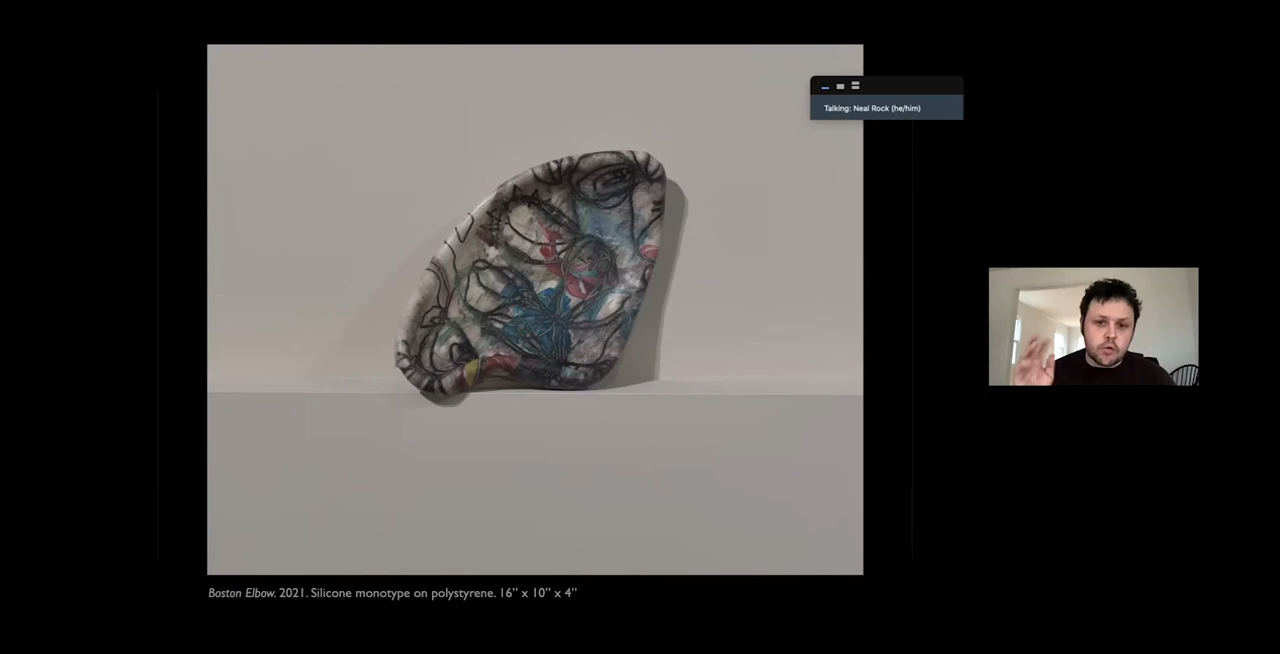 Talking: Neal Rock (he/him)
Boston Elbow. 2021. Silicone monotype on polystyrene. 16” x 10” x 4”